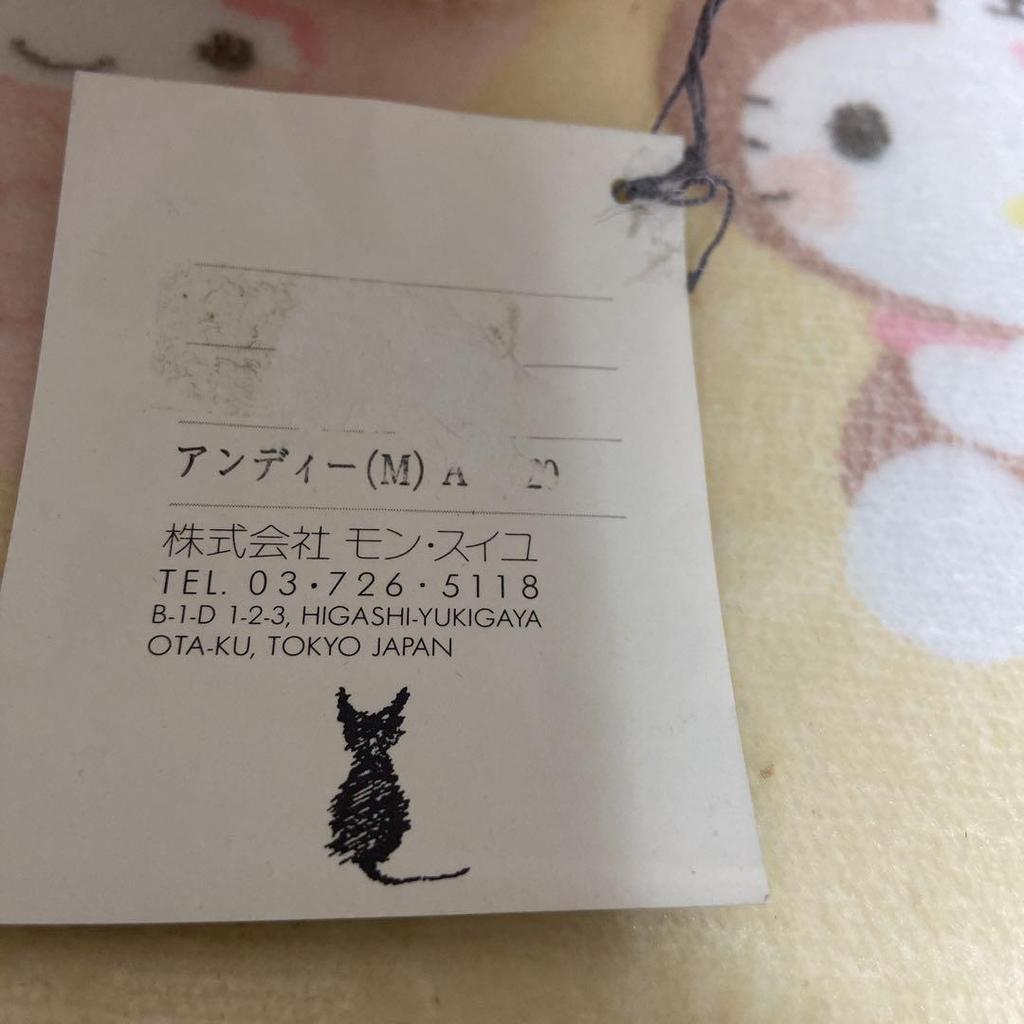 アンディー(M) A 20
株式会社 モン・スイユ
TEL. 03・726・5118
B-1-D 1-2-3, HIGASHI-YUKIGAYA
OTA-KU, TOKYO JAPAN